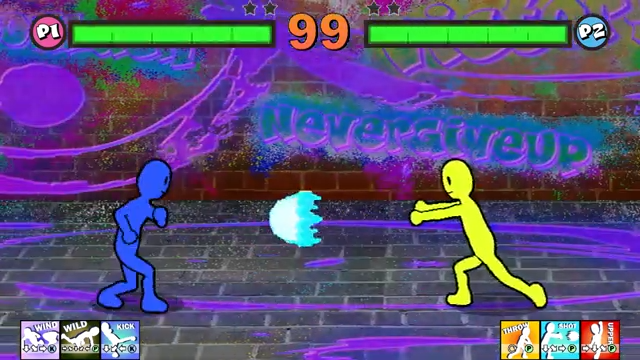 P1 99 P2
NeverGiveUP
WIND WILD KICK THROW SHOT UPPER
K P K P P P